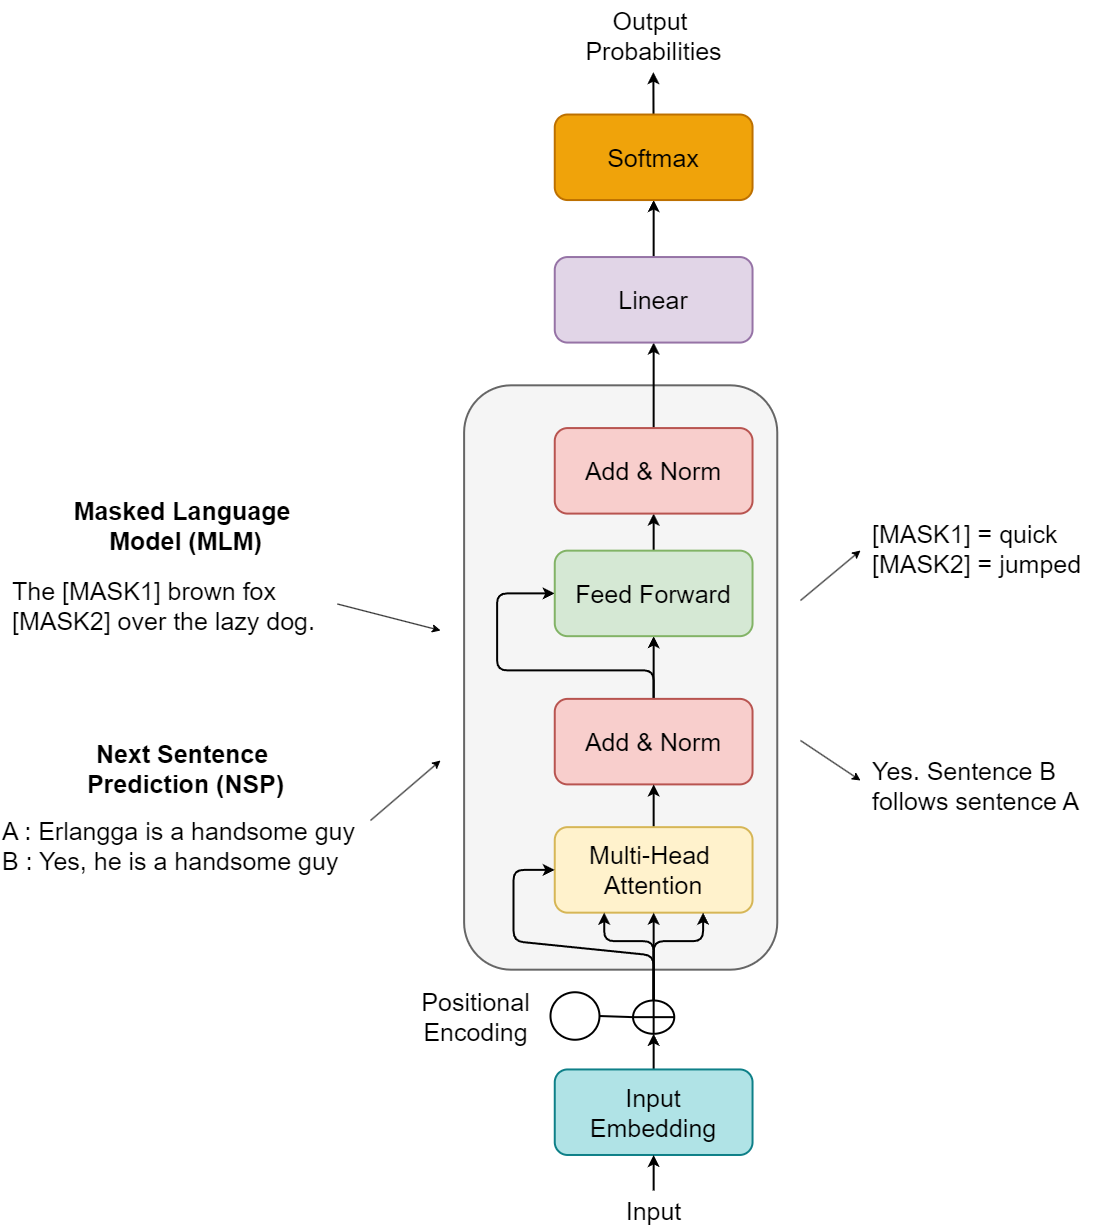 Output
Probabilities
Softmax
Linear
Add & Norm
Masked Language
Model (MLM)
The [MASK1] brown fox
[MASK2] over the lazy dog.
Feed Forward
[MASK1] = quick
[MASK2] = jumped
Add & Norm
Next Sentence
Prediction (NSP)
A : Erlangga is a handsome guy
B : Yes, he is a handsome guy
Yes. Sentence B
follows sentence A
Multi-Head
Attention
Positional
Encoding
Input
Embedding
Input